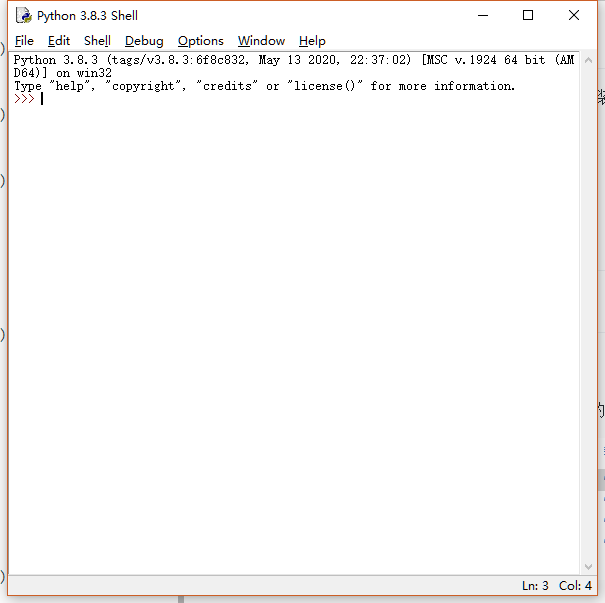 Python 3.8.3 Shell
File Edit Shell Debug Options Window Help
Python 3.8.3 (tags/v3.8.3:6f8c832, May 13 2020, 22:37:02) [MSC v.1924 64 bit (AM
D64)] on win32
Type "help", "copyright", "credits" or "license()" for more information.
>>>
Ln: 3 Col: 4